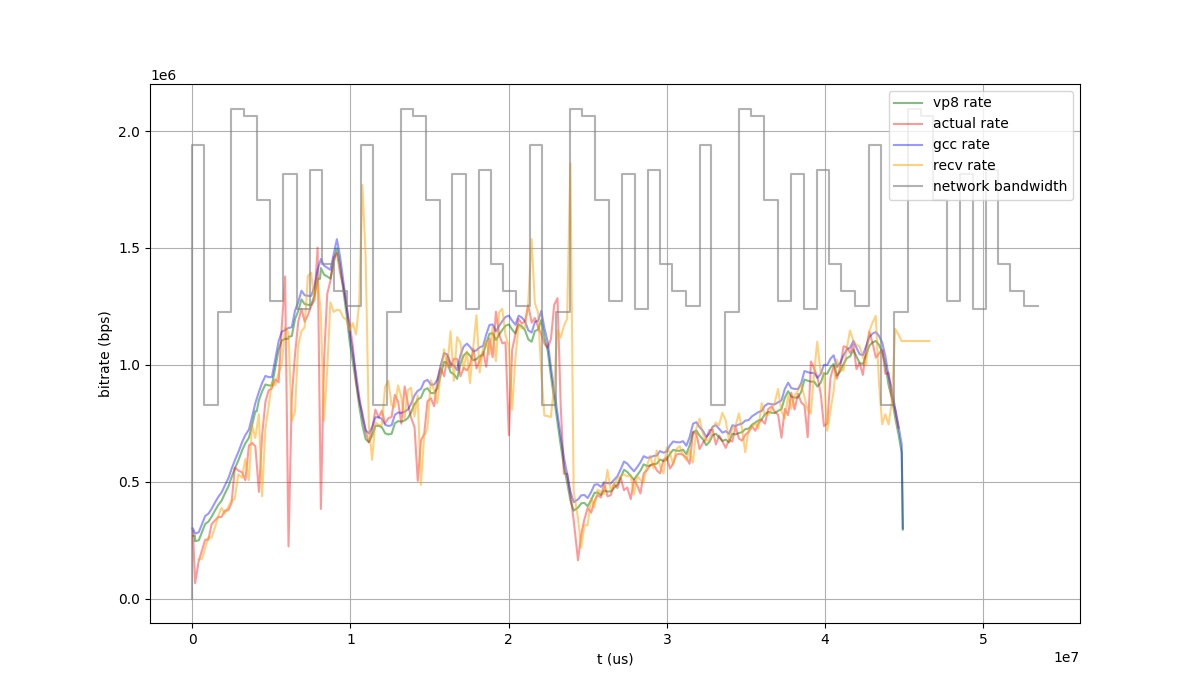 1e6
2.0
1.5
1.0
0.5
0.0
bitrate (bps)
vp8 rate
actual rate
gcc rate
recv rate
network bandwidth
0 1 2 3 4 5
t (us)
1e7